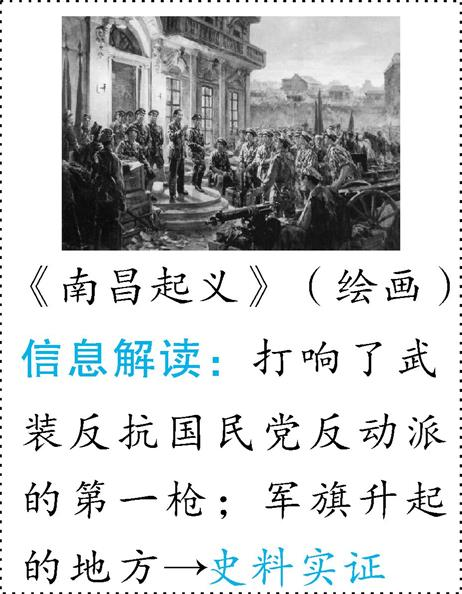 《南昌起义》（绘画）
信息解读：打响了武
装反抗国民党反动派
的第一枪；军旗升起
的地方→史料实证